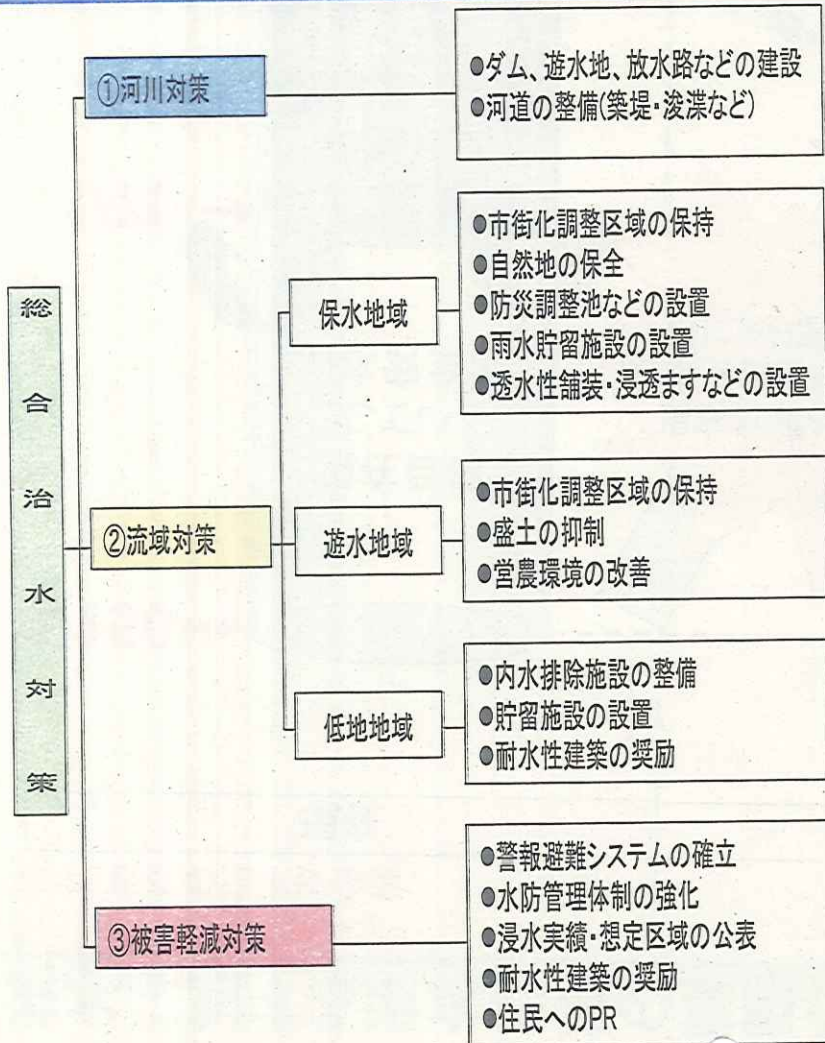 総合治水対策
①河川対策
●ダム、遊水地、放水路などの建設
●河道の整備(築堤・浚渫など)
②流域対策
保水地域
●市街化調整区域の保持
●自然地の保全
●防災調整池などの設置
●雨水貯留施設の設置
●透水性舗装・浸透ますなどの設置
遊水地域
●市街化調整区域の保持
●盛土の抑制
●営農環境の改善
低地地域
●内水排除施設の整備
●貯留施設の設置
●耐水性建築の奨励
③被害軽減対策
●警報避難システムの確立
●水防管理体制の強化
●浸水実績・想定区域の公表
●耐水性建築の奨励
●住民へのPR